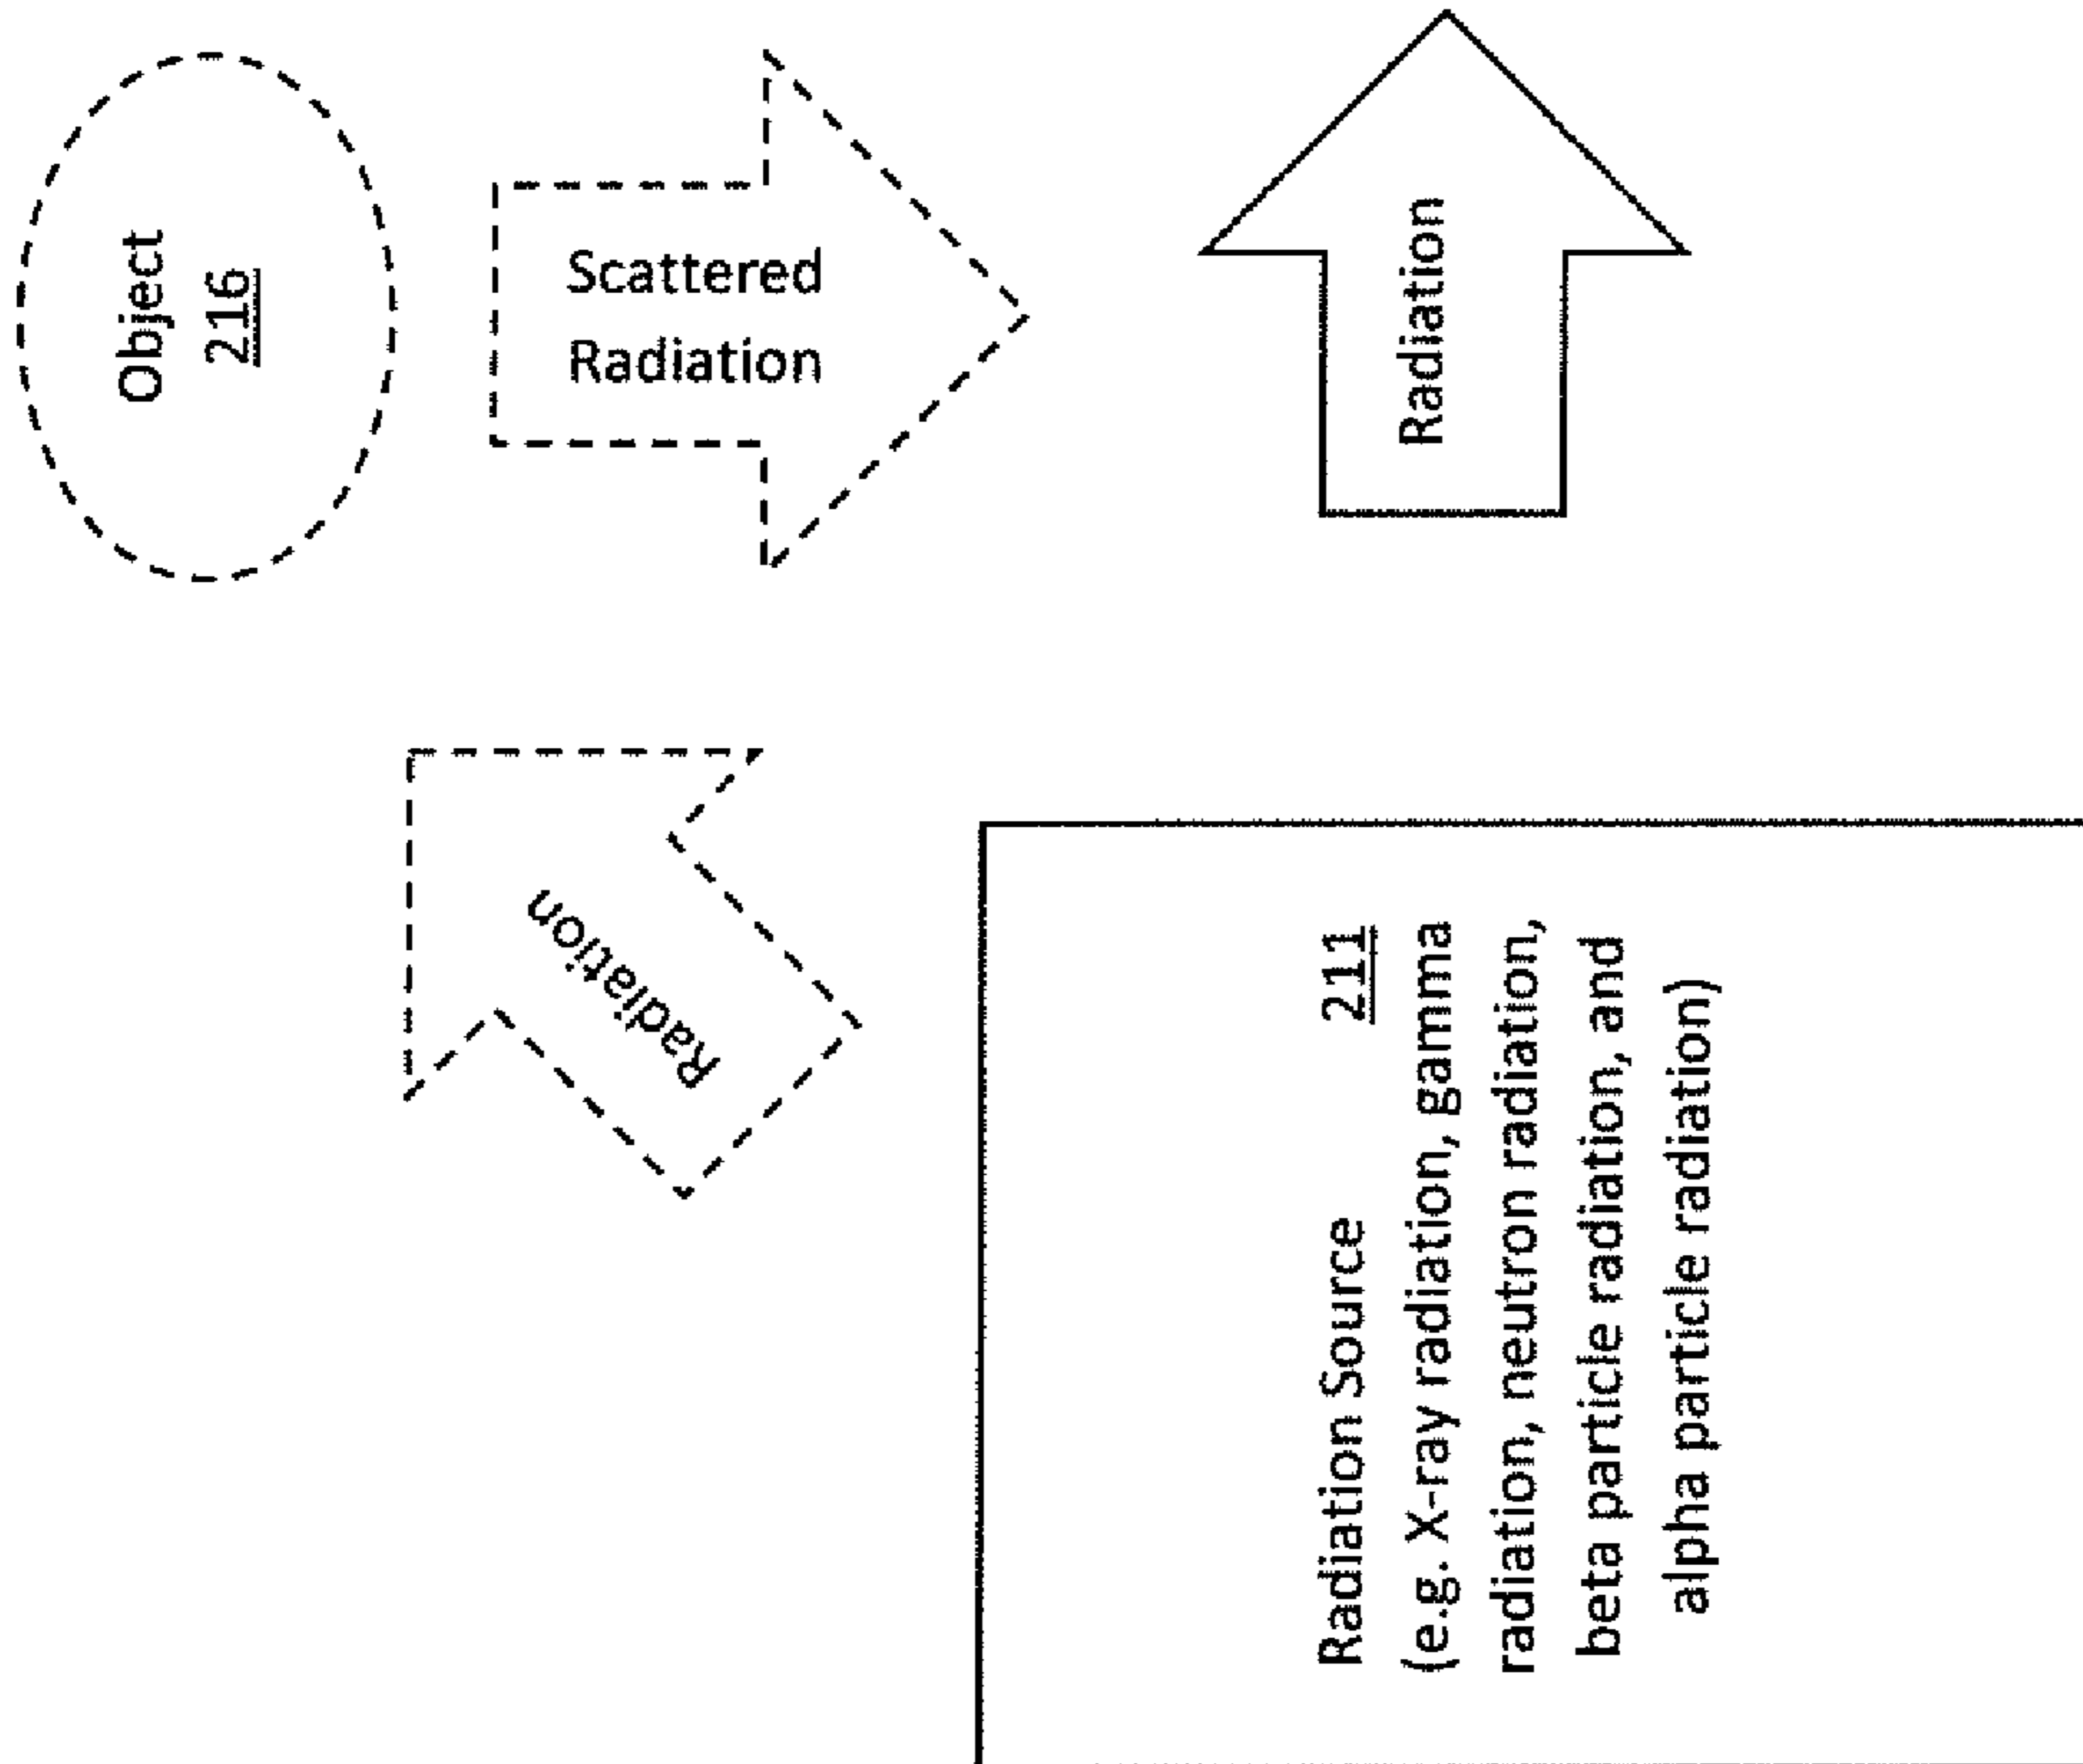 Object
216
Scattered
Radiation
Radiation
Radiation
Radiation Source 211
(e.g. X-ray radiation, gamma
radiation, neutron radiation,
beta particle radiation, and
alpha particle radiation)